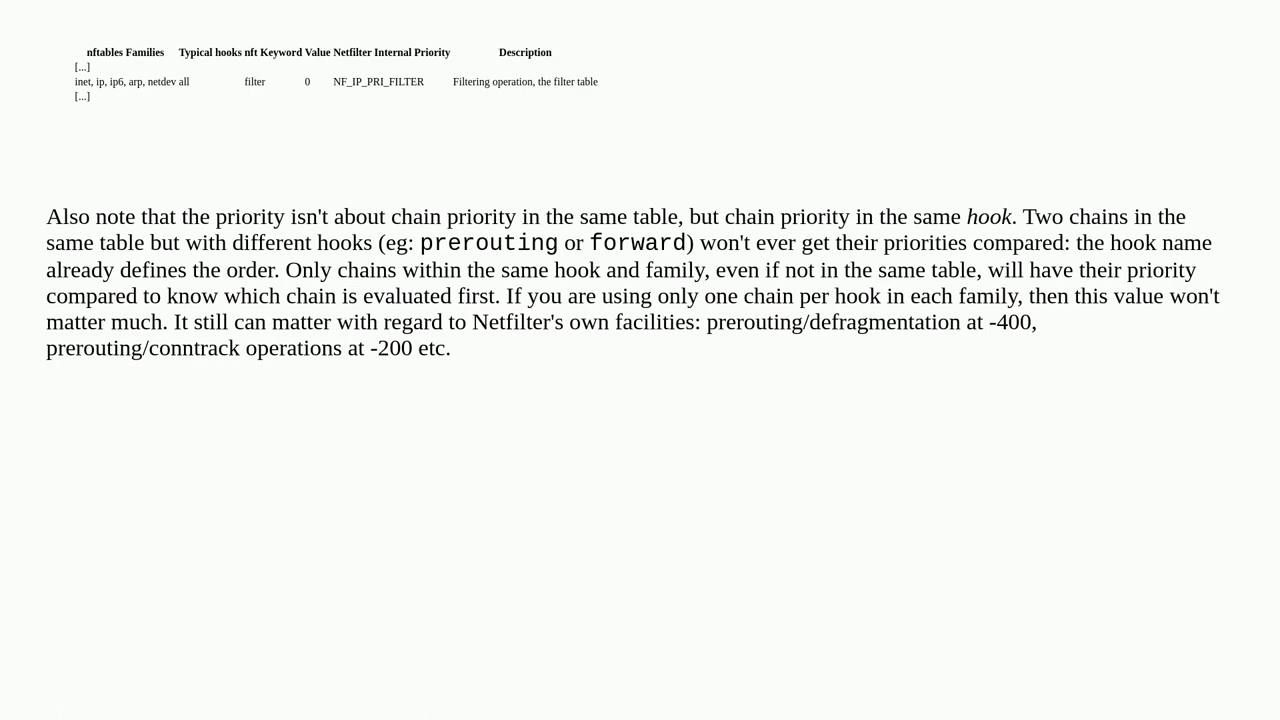 nftables Families Typical hooks nft Keyword Value Netfilter Internal Priority Description
[...]
inet, ip, ip6, arp, netdev all filter 0 NF_IP_PRI_FILTER Filtering operation, the filter table
[...]
Also note that the priority isn't about chain priority in the same table, but chain priority in the same hook. Two chains in the
same table but with different hooks (eg: prerouting or forward) won't ever get their priorities compared: the hook name
already defines the order. Only chains within the same hook and family, even if not in the same table, will have their priority
compared to know which chain is evaluated first. If you are using only one chain per hook in each family, then this value won't
matter much. It still can matter with regard to Netfilter's own facilities: prerouting/defragmentation at -400,
prerouting/conntrack operations at -200 etc.